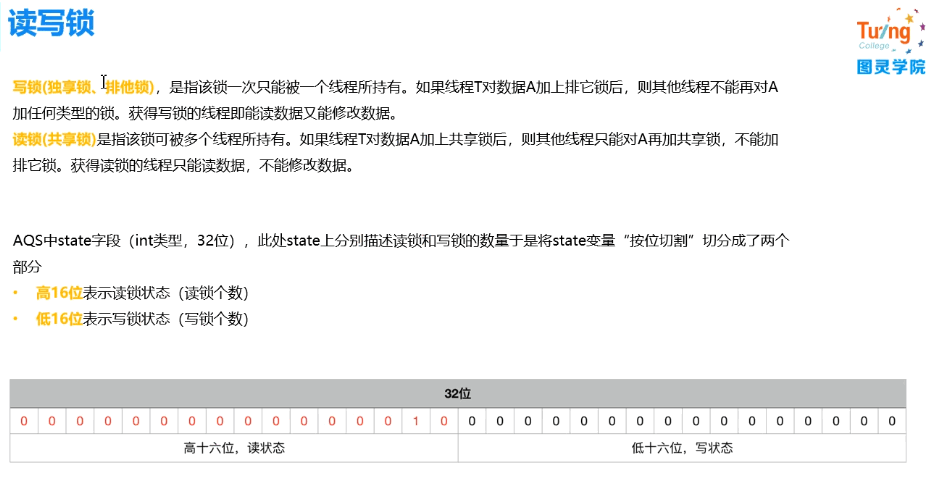 读写锁
Tu/ing
College
图灵学院
写锁(独享锁、排他锁)，是指该锁一次只能被一个线程所持有。如果线程T对数据A加上排它锁后，则其他线程不能再对A
加任何类型的锁。获得写锁的线程即能读数据又能修改数据。
读锁(共享锁)是指该锁可被多个线程所持有。如果线程T对数据A加上共享锁后，则其他线程只能对A再加共享锁，不能加
排它锁。获得读锁的线程只能读数据，不能修改数据。
AQS中state字段（int类型，32位），此处state上分别描述读锁和写锁的数量于是将state变量“按位切割”切分成了两个
部分
• 高16位表示读锁状态（读锁个数）
• 低16位表示写锁状态（写锁个数）
32位
0 0 0 0 0 0 0 0 0 0 0 0 0 0 1 0 0 0 0 0 0 0 0 0 0 0 0 0 0 0 0 0
高十六位，读状态 低十六位，写状态